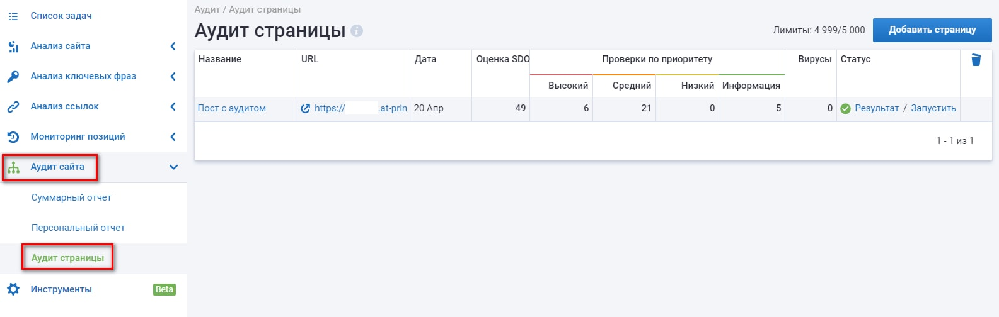 Список задач
Анализ сайта
Анализ ключевых фраз
Анализ ссылок
Мониторинг позиций
Аудит сайта
Суммарный отчет
Персональный отчет
Аудит страницы
Инструменты Beta
Аудит / Аудит страницы
Аудит страницы i
Лимиты: 4 999/5 000 Добавить страницу
Название URL Дата Оценка SDO Проверки по приоритету Вирусы Статус
Высокий Средний Низкий Информация
Пост с аудитом https:// .at-prin 20 Апр 49 6 21 0 5 0 Результат / Запустить
1 - 1 из 1